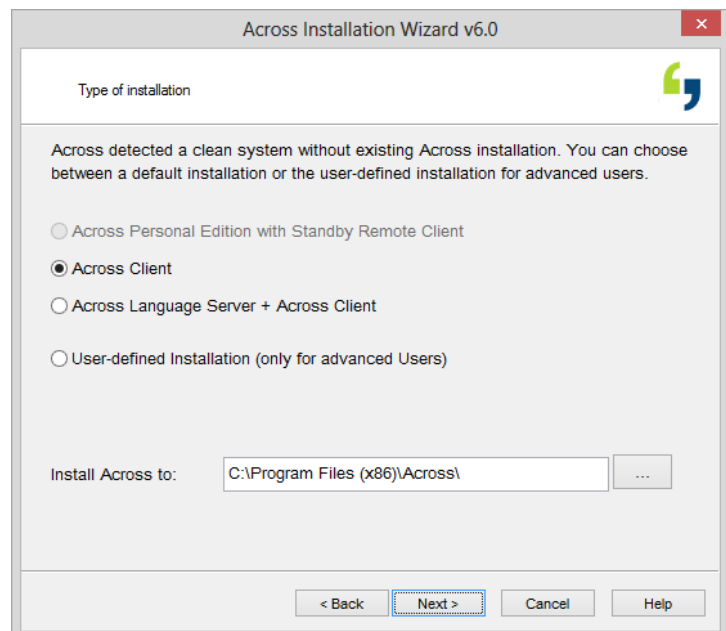 Across Installation Wizard v6.0
Type of installation
Across detected a clean system without existing Across installation. You can choose
between a default installation or the user-defined installation for advanced users.
Across Personal Edition with Standby Remote Client
Across Client
Across Language Server + Across Client
User-defined Installation (only for advanced Users)
Install Across to: C:\Program Files (x86)\Across\ ...
< Back Next > Cancel Help